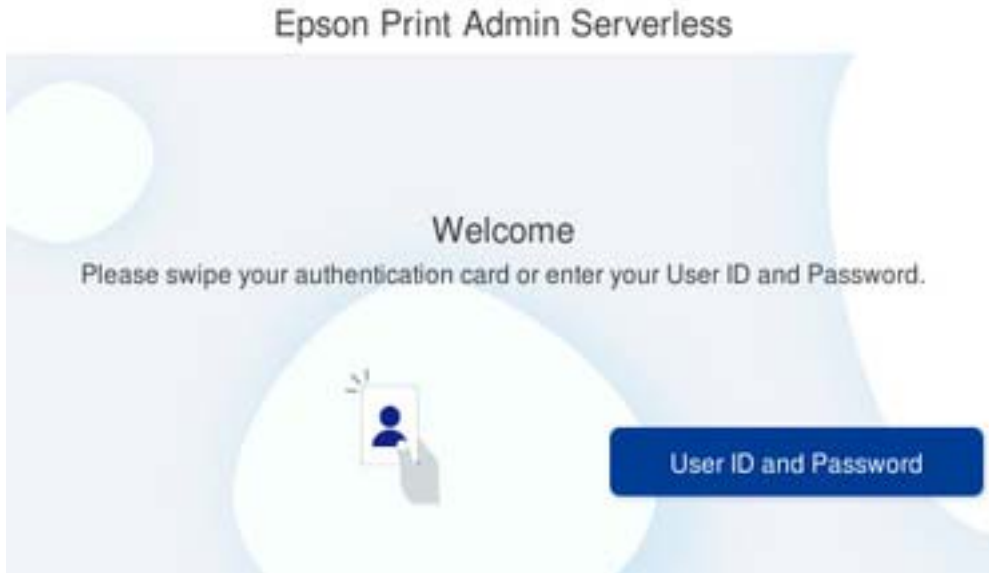 Epson Print Admin Serverless
Welcome
Please swipe your authentication card or enter your User ID and Password.
User ID and Password